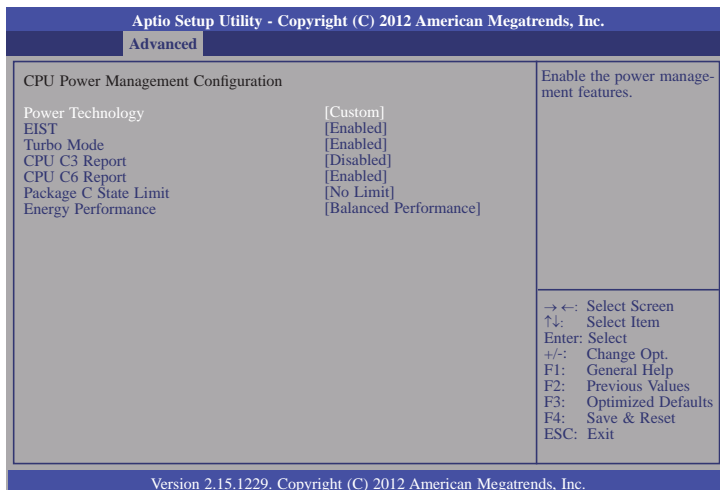 Aptio Setup Utility - Copyright (C) 2012 American Megatrends, Inc.
Advanced
CPU Power Management Configuration
Power Technology [Custom]
EIST [Enabled]
Turbo Mode [Enabled]
CPU C3 Report [Disabled]
CPU C6 Report [Enabled]
Package C State Limit [No Limit]
Energy Performance [Balanced Performance]
Enable the power manage-
ment features.
→←: Select Screen
↑↓: Select Item
Enter: Select
+/-: Change Opt.
F1: General Help
F2: Previous Values
F3: Optimized Defaults
F4: Save & Reset
ESC: Exit
Version 2.15.1229. Copyright (C) 2012 American Megatrends, Inc.